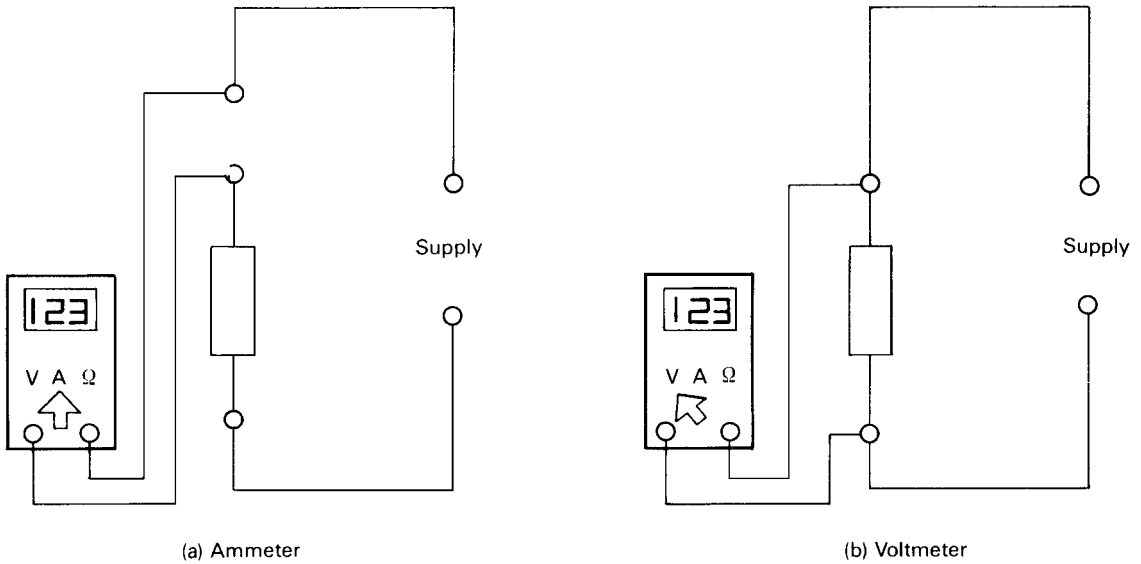 Supply
123
V A Ω
(a) Ammeter
Supply
123
V A Ω
(b) Voltmeter